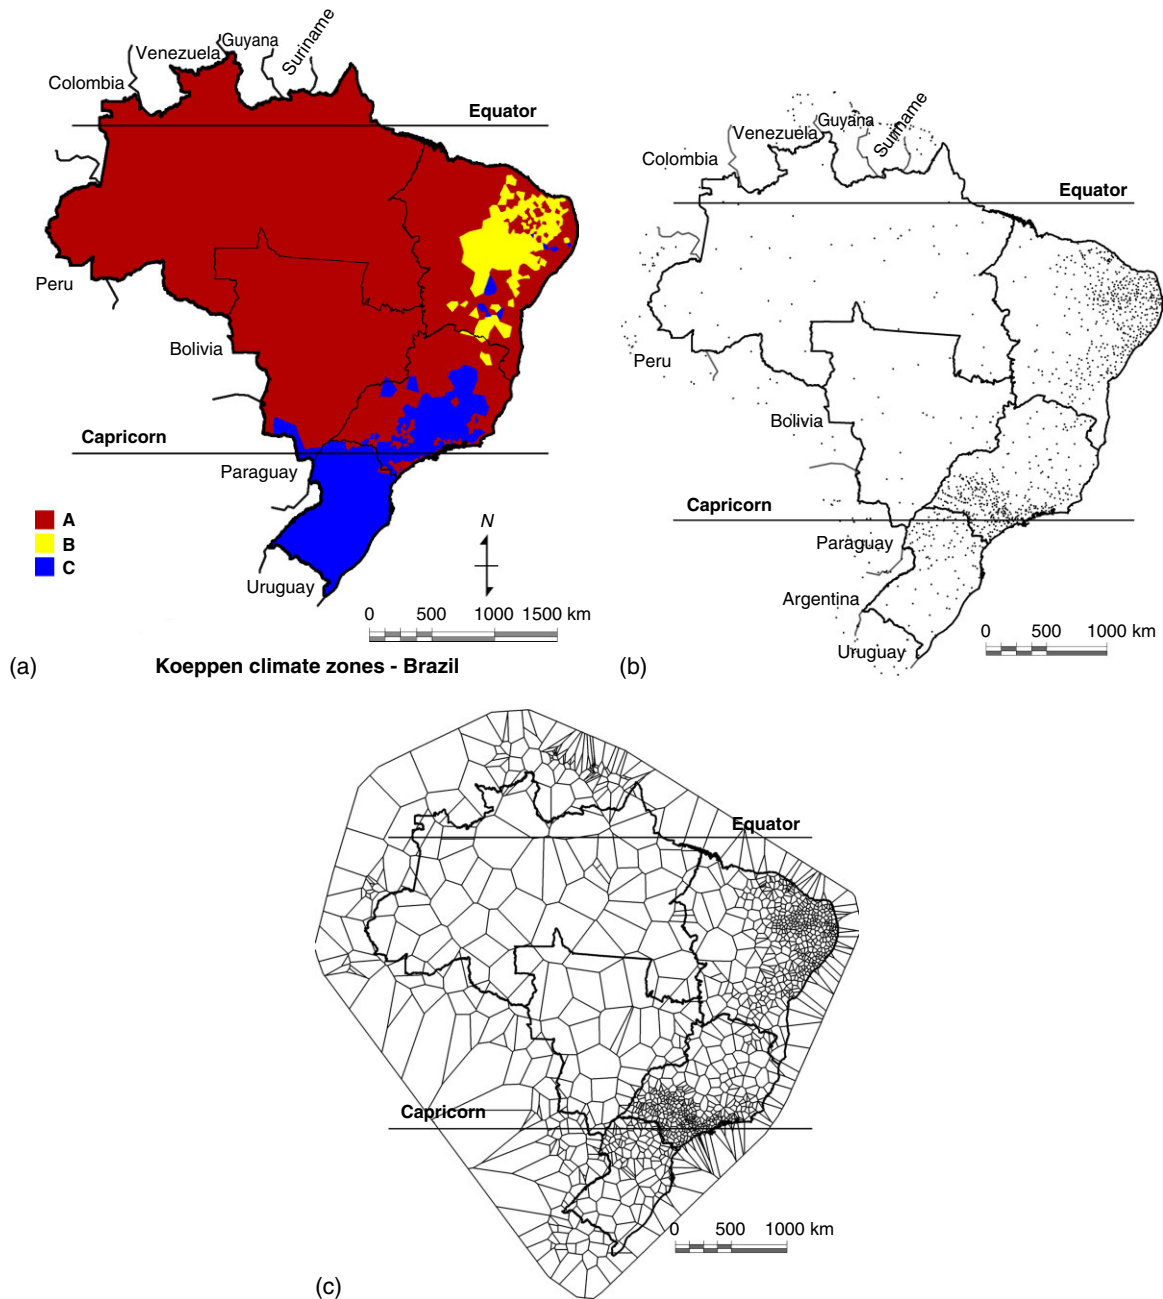 Venezuela
Guyana
Suriname
Colombia
Equator
Peru
Bolivia
Capricorn
Paraguay
A
B
C
N
Uruguay
0 500 1000 1500 km
(a)
Koeppen climate zones - Brazil
Venezuela
Guyana
Suriname
Colombia
Equator
Peru
Bolivia
Capricorn
Paraguay
Argentina
Uruguay
0 500 1000 km
(b)
Equator
Capricorn
0 500 1000 km
(c)